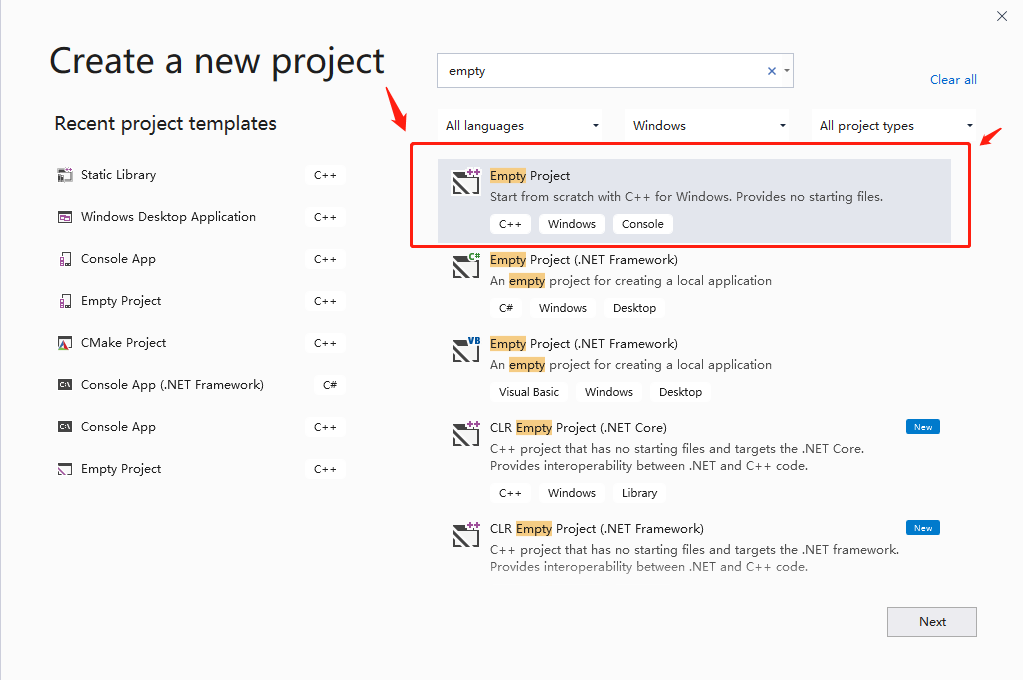 Create a new project
empty
Clear all
All languages
Windows
All project types
Recent project templates
Static Library
C++
Windows Desktop Application
C++
Console App
C++
Empty Project
C++
CMake Project
C++
Console App (.NET Framework)
C#
Console App
C++
Empty Project
C++
Empty Project
Start from scratch with C++ for Windows. Provides no starting files.
C++ Windows Console
Empty Project (.NET Framework)
An empty project for creating a local application
C# Windows Desktop
Empty Project (.NET Framework)
An empty project for creating a local application
Visual Basic Windows Desktop
CLR Empty Project (.NET Core)
New
C++ project that has no starting files and targets the .NET Core.
Provides interoperability between .NET and C++ code.
C++ Windows Library
CLR Empty Project (.NET Framework)
New
C++ project that has no starting files and targets the .NET framework.
Provides interoperability between .NET and C++ code.
Next